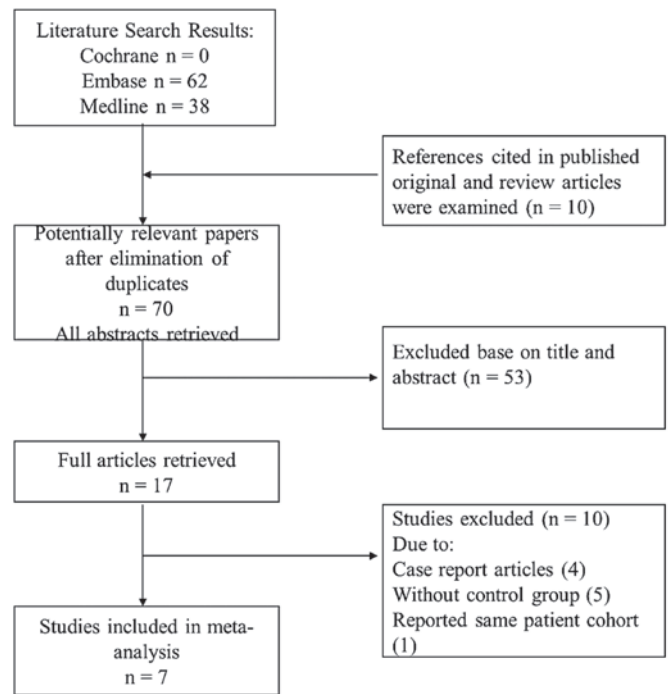 Literature Search Results:
Cochrane n = 0
Embase n = 62
Medline n = 38
References cited in published
original and review articles
were examined (n = 10)
Potentially relevant papers
after elimination of
duplicates
n = 70
All abstracts retrieved
Excluded base on title and
abstract (n = 53)
Full articles retrieved
n = 17
Studies excluded (n = 10)
Due to:
Case report articles (4)
Without control group (5)
Reported same patient cohort
(1)
Studies included in meta-
analysis
n = 7